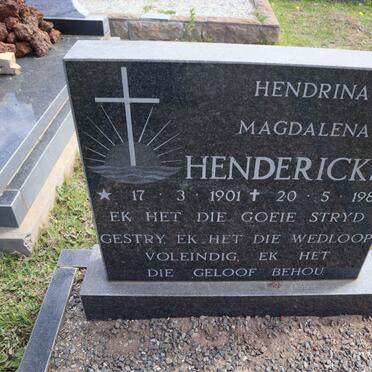 HENDRINA
MAGDALENA
HENDERICK
★ 17 · 3 · 1901 ✝ 20 · 5 · 198
EK HET DIE GOEIE STRYD
GESTRY, EK HET DIE WEDLOOP
VOLEINDIG, EK HET
DIE GELOOF BEHOU